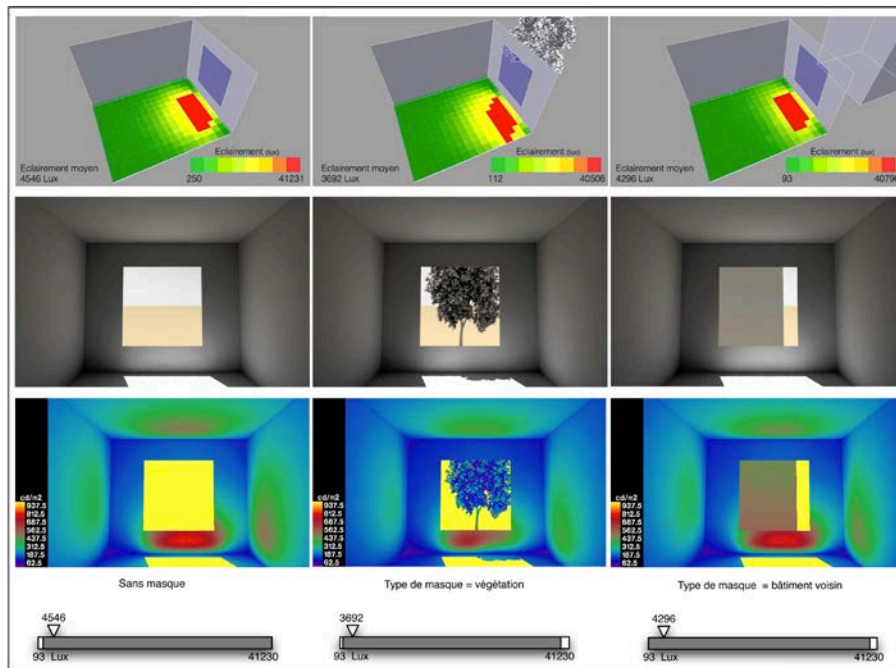 Eclairement moyen
4546 Lux
Eclairement (lux)
250 41231
Eclairement moyen
3692 Lux
Eclairement (lux)
112 40506
Eclairement moyen
4296 Lux
Eclairement (lux)
93
cd/m2
937.5
812.5
687.5
562.5
437.5
312.5
187.5
62.5
cd/m2
937.5
812.5
687.5
562.5
437.5
312.5
187.5
62.5
cd/m2
937.5
812.5
687.5
562.5
437.5
312.5
187.5
62.5
Sans masque
Type de masque = végétation
Type de masque = bâtiment voisin
4546
93 Lux 41230
3692
93 Lux 41230
4296
93 Lux 41230